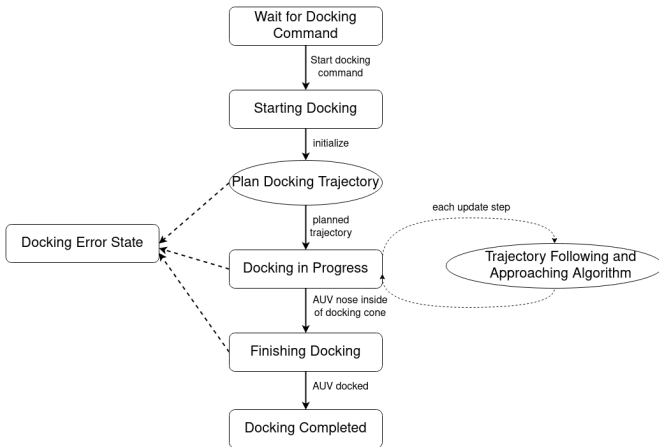 Wait for Docking
Command
Start docking
command
Starting Docking
initialize
Plan Docking Trajectory
planned
trajectory
each update step
Docking Error State
Docking in Progress
Trajectory Following and
Approaching Algorithm
AUV nose inside
of docking cone
Finishing Docking
AUV docked
Docking Completed